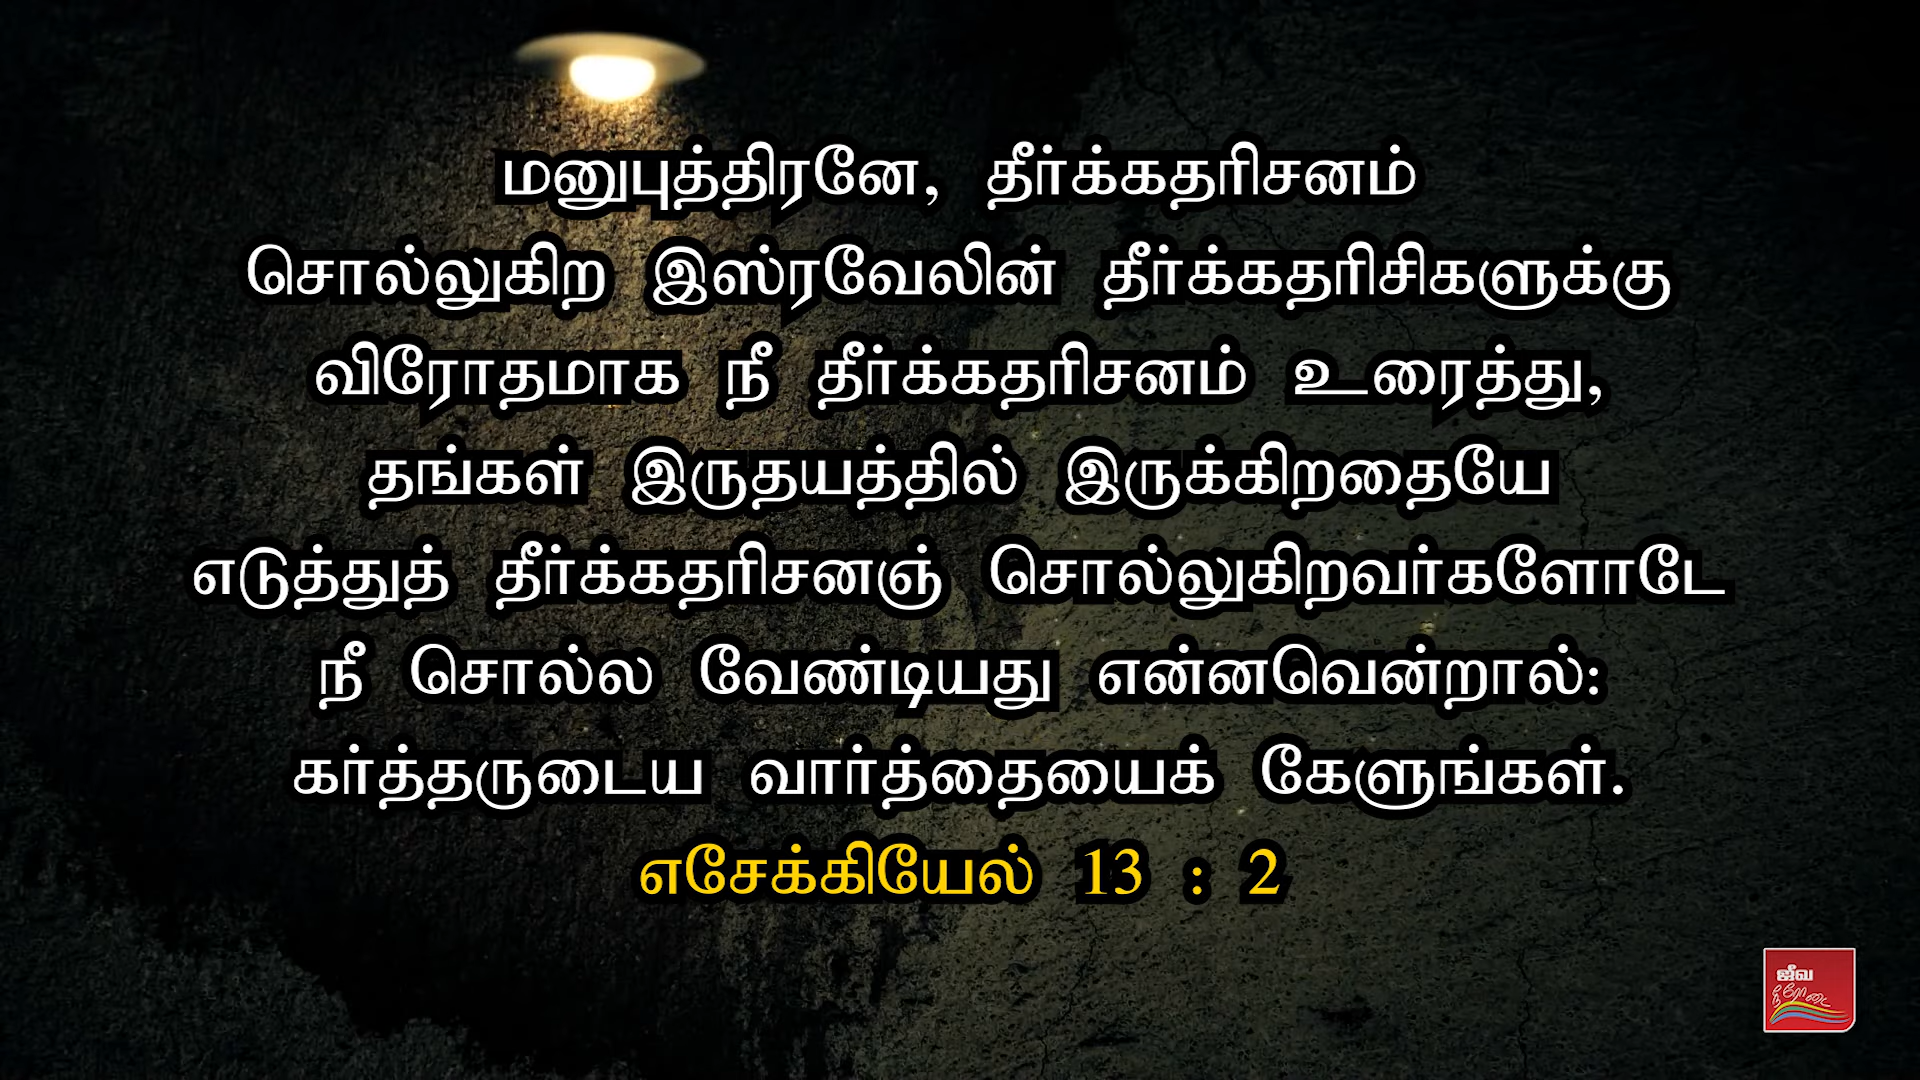 மனுபுத்திரனே, தீர்க்கதரிசனம்
சொல்லுகிற இஸ்ரவேலின் தீர்க்கதரிசிகளுக்கு
விரோதமாக நீ தீர்க்கதரிசனம் உரைத்து,
தங்கள் இருதயத்தில் இருக்கிறதையே
எடுத்துத் தீர்க்கதரிசனஞ் சொல்லுகிறவர்களோடே
நீ சொல்ல வேண்டியது என்னவென்றால்:
கர்த்தருடைய வார்த்தையைக் கேளுங்கள்.
எசேக்கியேல் 13 : 2
ஜீவ
நீரோடை